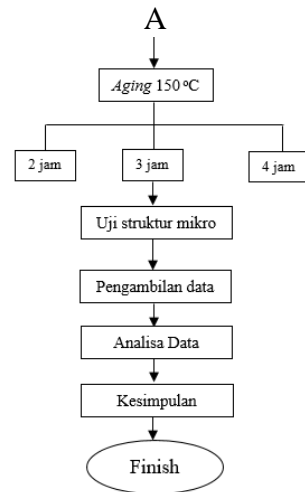 A
Aging 150 °C
2 jam
3 jam
4 jam
Uji struktur mikro
Pengambilan data
Analisa Data
Kesimpulan
Finish